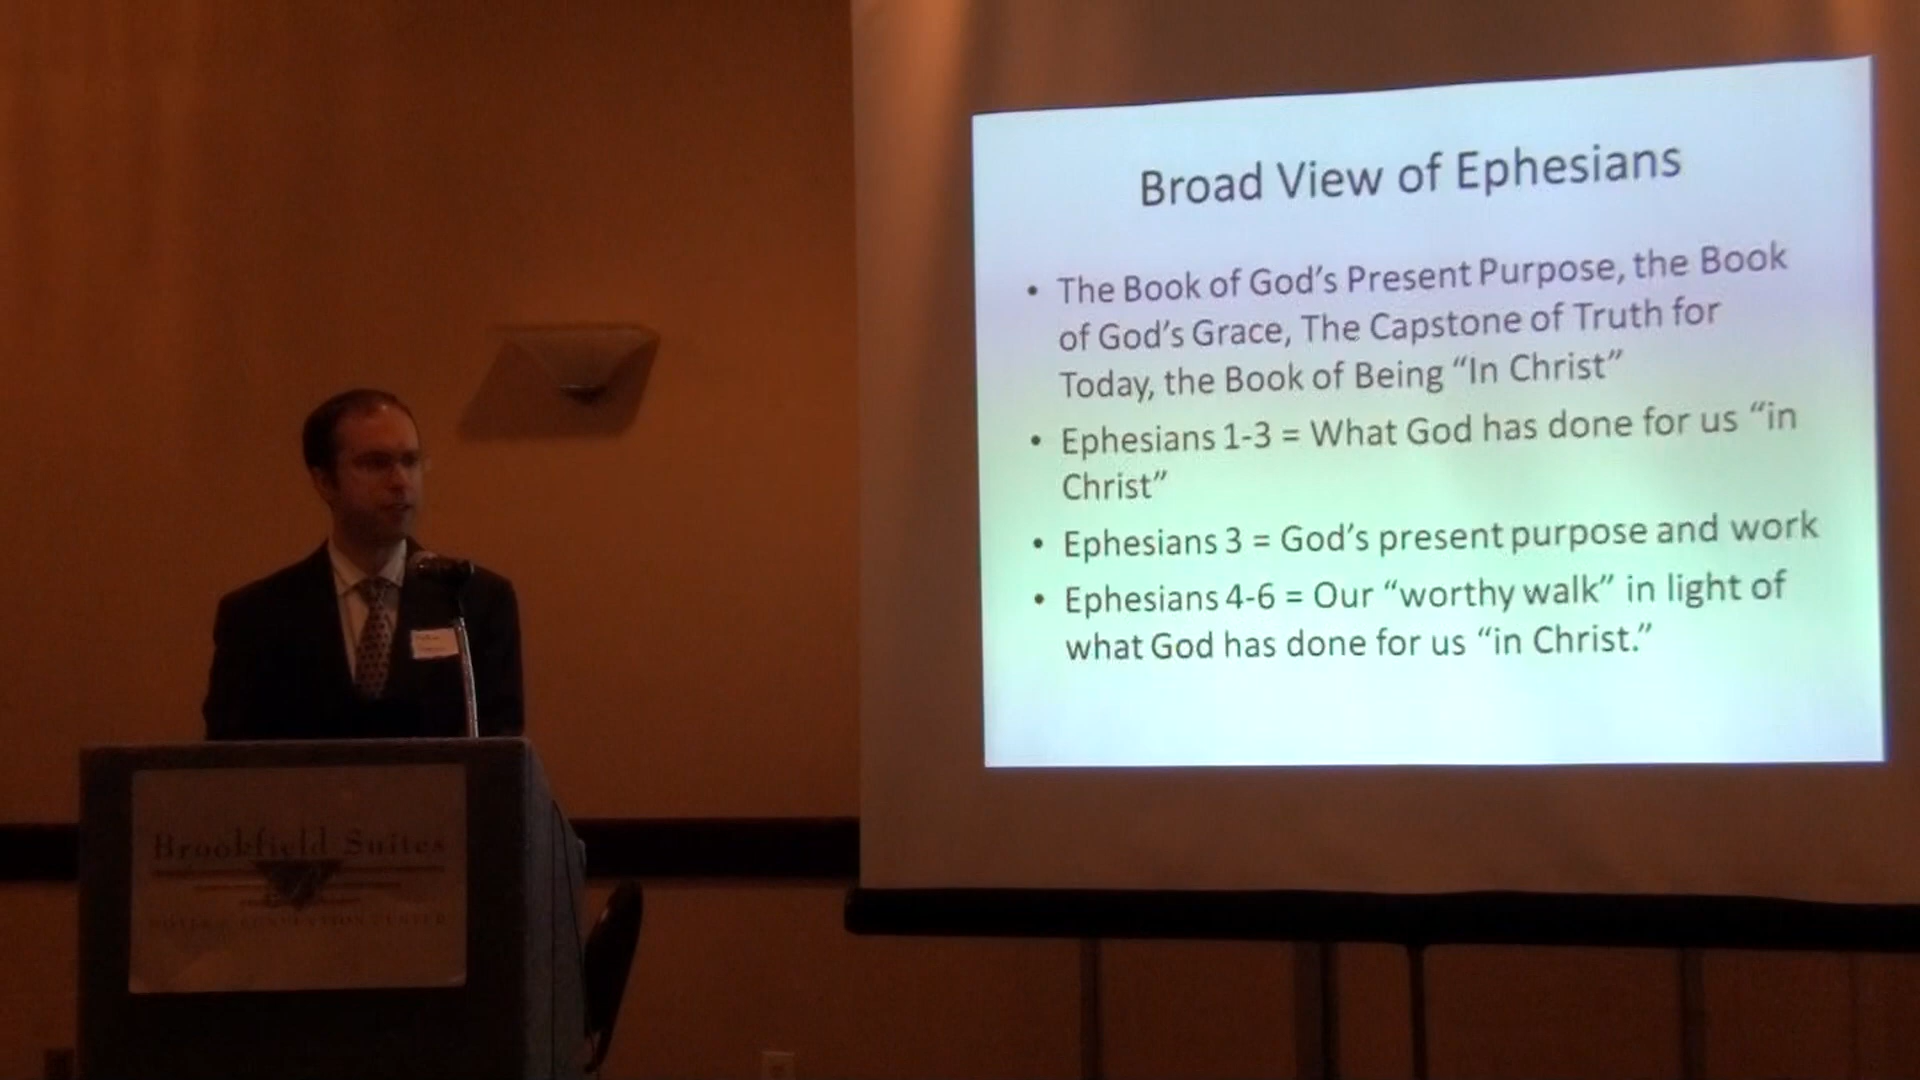 Broad View of Ephesians
• The Book of God's Present Purpose, the Book
of God's Grace, The Capstone of Truth for
Today, the Book of Being “In Christ”
• Ephesians 1-3 = What God has done for us “in
Christ”
• Ephesians 3 = God's present purpose and work
• Ephesians 4-6 = Our “worthy walk” in light of
what God has done for us “in Christ.”
Brookfield Suites
HOTEL & CONVENTION CENTER